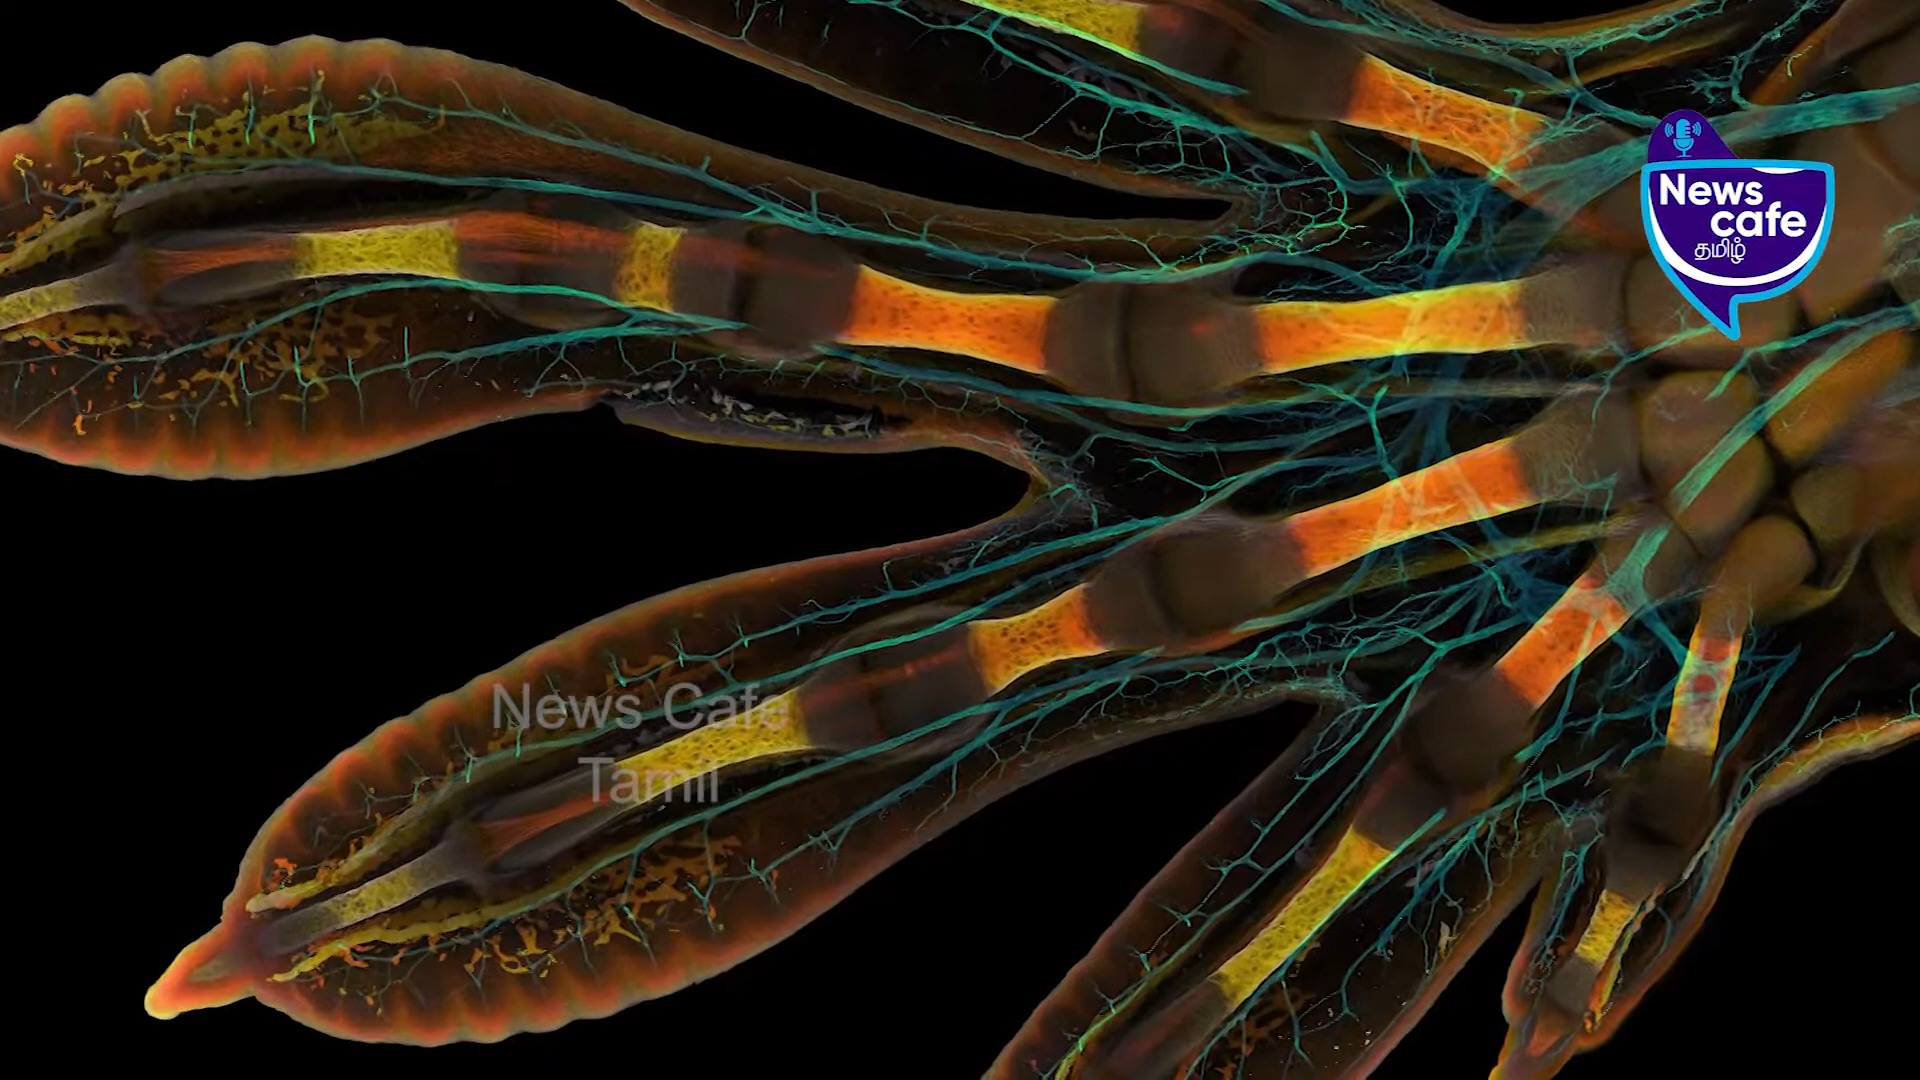 News
cafe
தமிழ்
News Cafe
Tamil